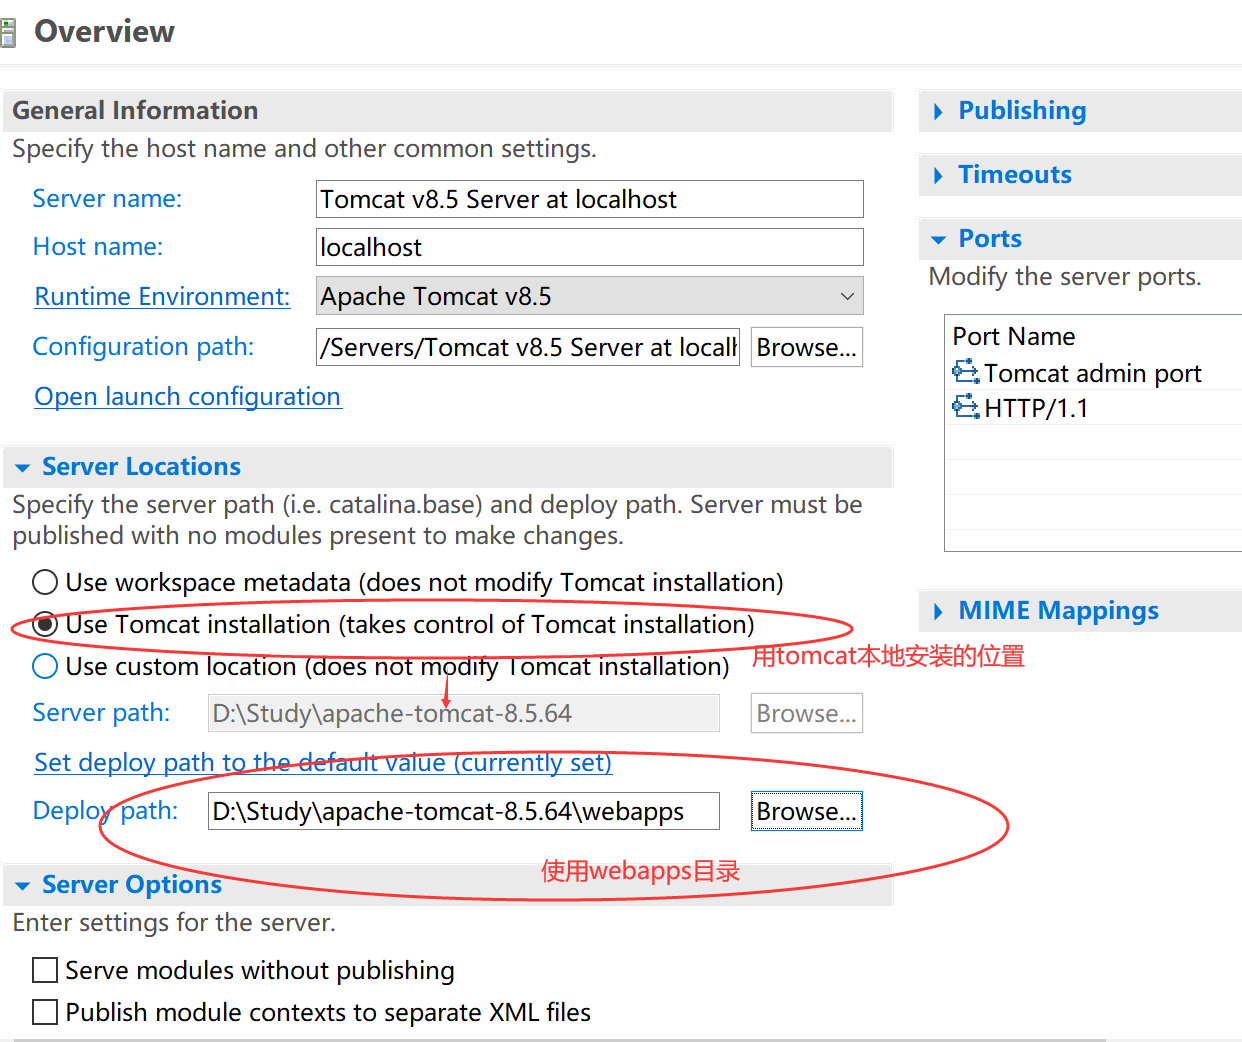 Overview
General Information
Specify the host name and other common settings.
Server name:
Tomcat v8.5 Server at localhost
Host name:
localhost
Runtime Environment:
Apache Tomcat v8.5
Configuration path:
/Servers/Tomcat v8.5 Server at localh
Browse...
Open launch configuration
Server Locations
Specify the server path (i.e. catalina.base) and deploy path. Server must be
published with no modules present to make changes.
Use workspace metadata (does not modify Tomcat installation)
Use Tomcat installation (takes control of Tomcat installation)
Use custom location (does not modify Tomcat installation)
用tomcat本地安装的位置
Server path:
D:\Study\apache-tomcat-8.5.64
Browse...
Set deploy path to the default value (currently set)
Deploy path:
D:\Study\apache-tomcat-8.5.64\webapps
Browse...
使用webapps目录
Server Options
Enter settings for the server.
Serve modules without publishing
Publish module contexts to separate XML files
Publishing
Timeouts
Ports
Modify the server ports.
Port Name
Tomcat admin port
HTTP/1.1
MIME Mappings